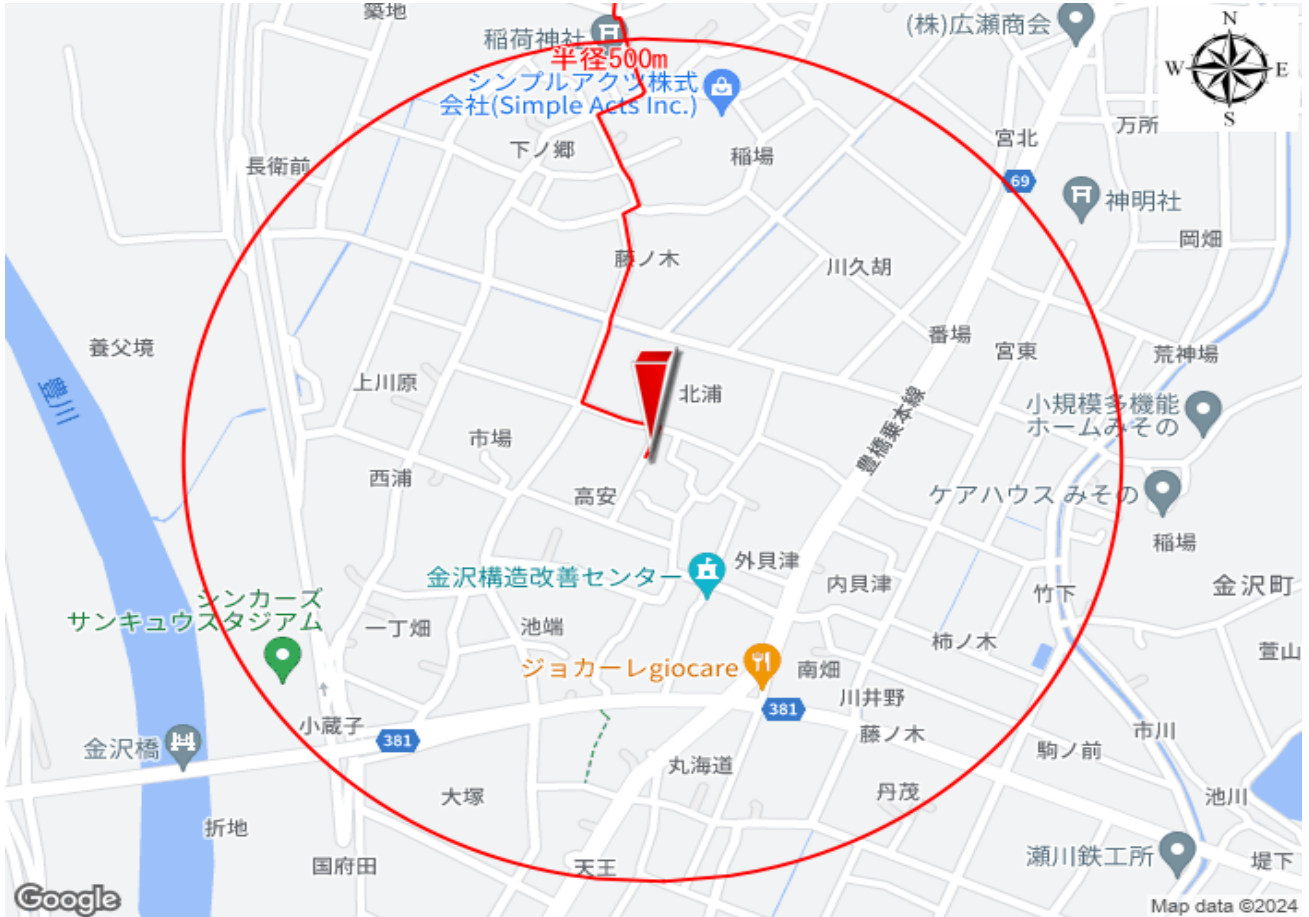 築地
(株)広瀬商会
N
W
E
S
稲荷神社
半径500m
シンプルアクツ株式
会社(Simple Acts Inc.)
万所
宮北
下ノ郷
稲場
長衛前
69
神明社
岡畑
藤ノ木
川久胡
番場
宮東
荒神場
養父境
豊川
上川原
北浦
豊橋乗本線
小規模多機能
ホームみその
市場
西浦
高安
ケアハウス みその
稲場
外貝津
金沢構造改善センター
内貝津
竹下
金沢町
シンカーズ
サンキュウスタジアム
一丁畑
池端
柿ノ木
萱山
ジョカーレgiocare
南畑
川井野
381
小蔵子
381
藤ノ木
市川
金沢橋
駒ノ前
丸海道
丹茂
大塚
池川
折地
瀬川鉄工所
堤下
国府田
天王
Google
Map data ©2024